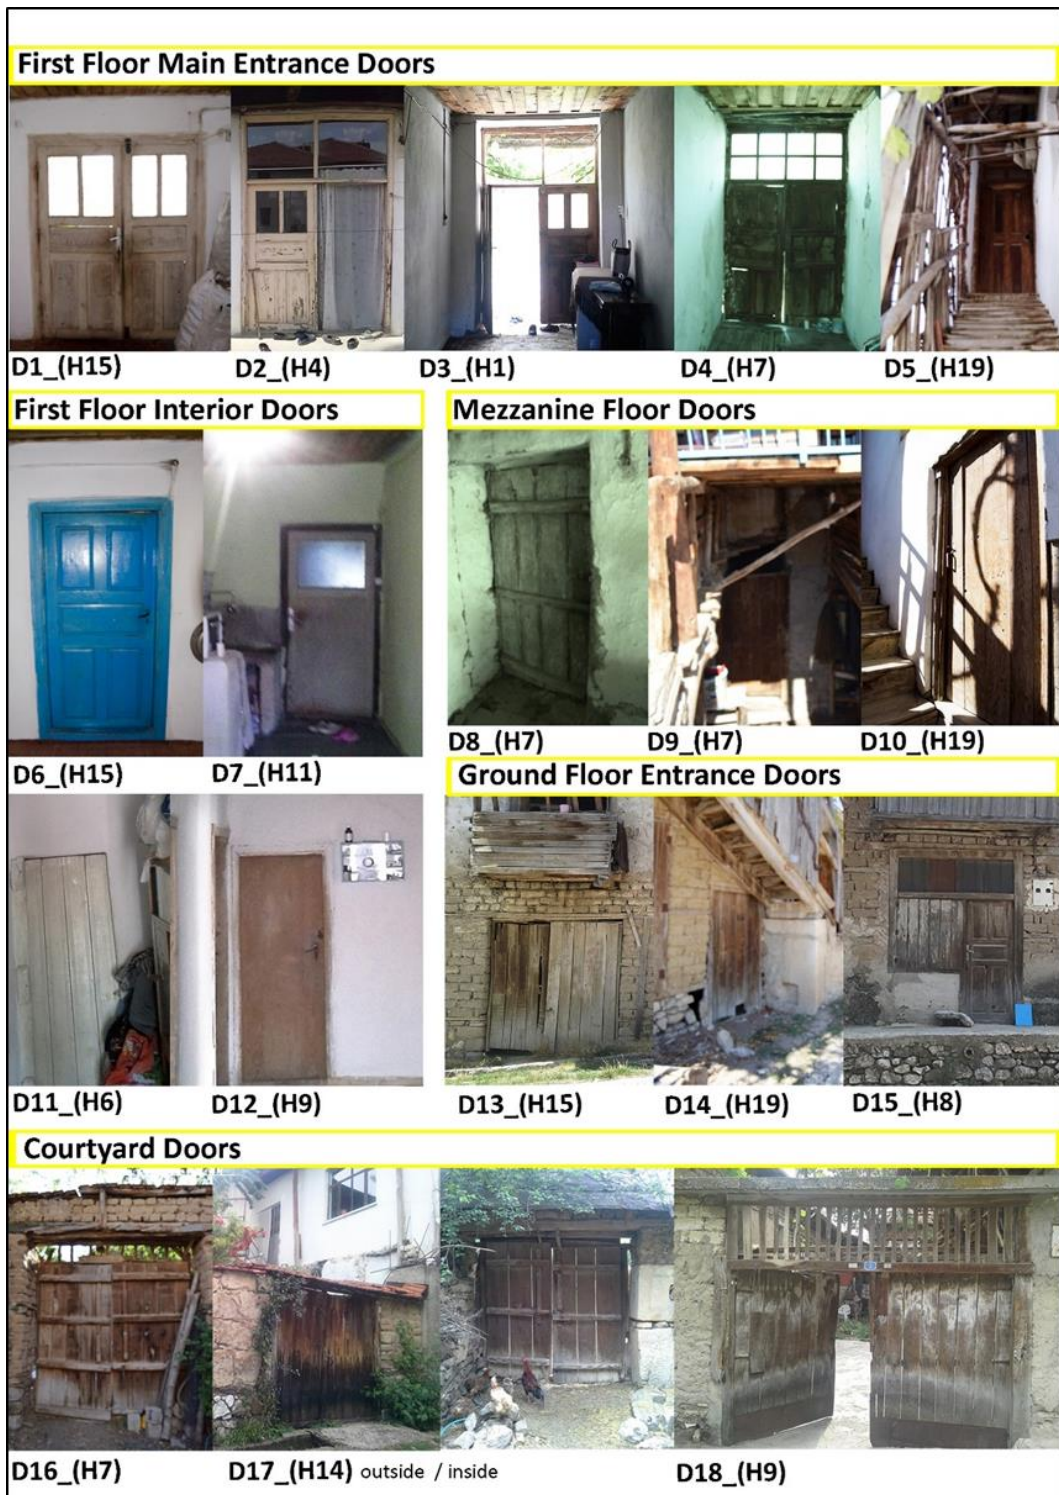 First Floor Main Entrance Doors
D1_(H15) D2_(H4) D3_(H1) D4_(H7) D5_(H19)
First Floor Interior Doors
Mezzanine Floor Doors
D6_(H15) D7_(H11)
D8_(H7) D9_(H7) D10_(H19)
Ground Floor Entrance Doors
D11_(H6) D12_(H9)
D13_(H15) D14_(H19) D15_(H8)
Courtyard Doors
D16_(H7) D17_(H14) outside / inside D18_(H9)